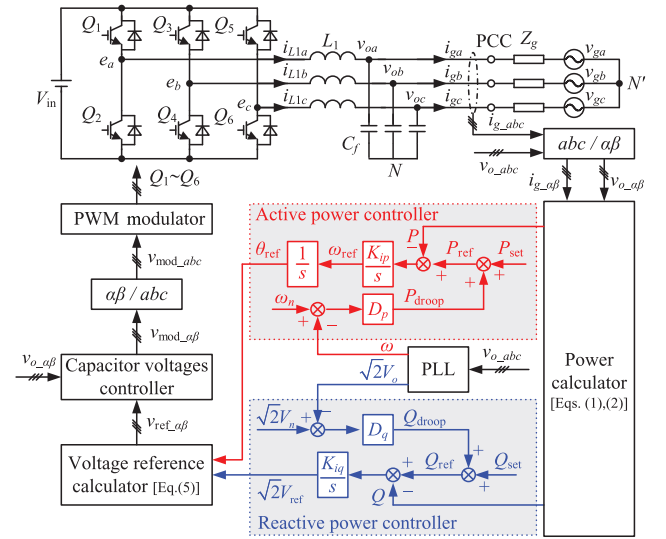 Q1 Q3 Q5
iL1a L1 voa iga PCC Zg vga
ea
iL1b vob igb vgb
Vin eb N'
iL1c voc igc vgc
ec
Q2 Q4 Q6
Cf ig_abc
N vo_abc abc / αβ
Q1~Q6 ig_αβ vo_αβ
PWM modulator
Active power controller
vmod_abc
θref ωref P Pref Pset
1/s Kip/s − + +
αβ / abc
+
ωn Dp Pdroop
+ −
vmod_αβ
ω
vo_αβ Capacitor voltages controller
√2Vo PLL vo_abc
Power
calculator
[Eqs. (1),(2)]
vref_αβ
√2Vn + − Dq Qdroop
+
Voltage reference
calculator [Eq.(5)]
√2Vref Kiq/s + Qref + Qset
Q −
Reactive power controller